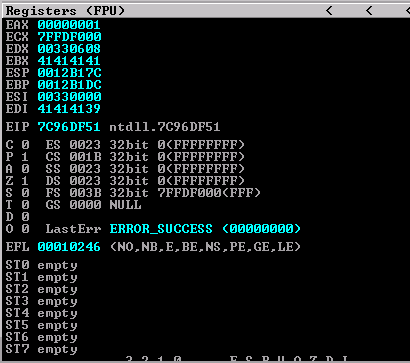 Registers (FPU) < < <
EAX 00000001
ECX 7FFDF000
EDX 00330608
EBX 41414141
ESP 0012B17C
EBP 0012B1DC
ESI 00330000
EDI 41414139
EIP 7C96DF51 ntdll.7C96DF51
C 0 ES 0023 32bit 0(FFFFFFFF)
P 1 CS 001B 32bit 0(FFFFFFFF)
A 0 SS 0023 32bit 0(FFFFFFFF)
Z 1 DS 0023 32bit 0(FFFFFFFF)
S 0 FS 003B 32bit 7FFDF000(FFF)
T 0 GS 0000 NULL
D 0
O 0 LastErr ERROR_SUCCESS (00000000)
EFL 00010246 (NO,NB,E,BE,NS,PE,GE,LE)
ST0 empty
ST1 empty
ST2 empty
ST3 empty
ST4 empty
ST5 empty
ST6 empty
ST7 empty
3 2 1 0 E S P U O Z D I